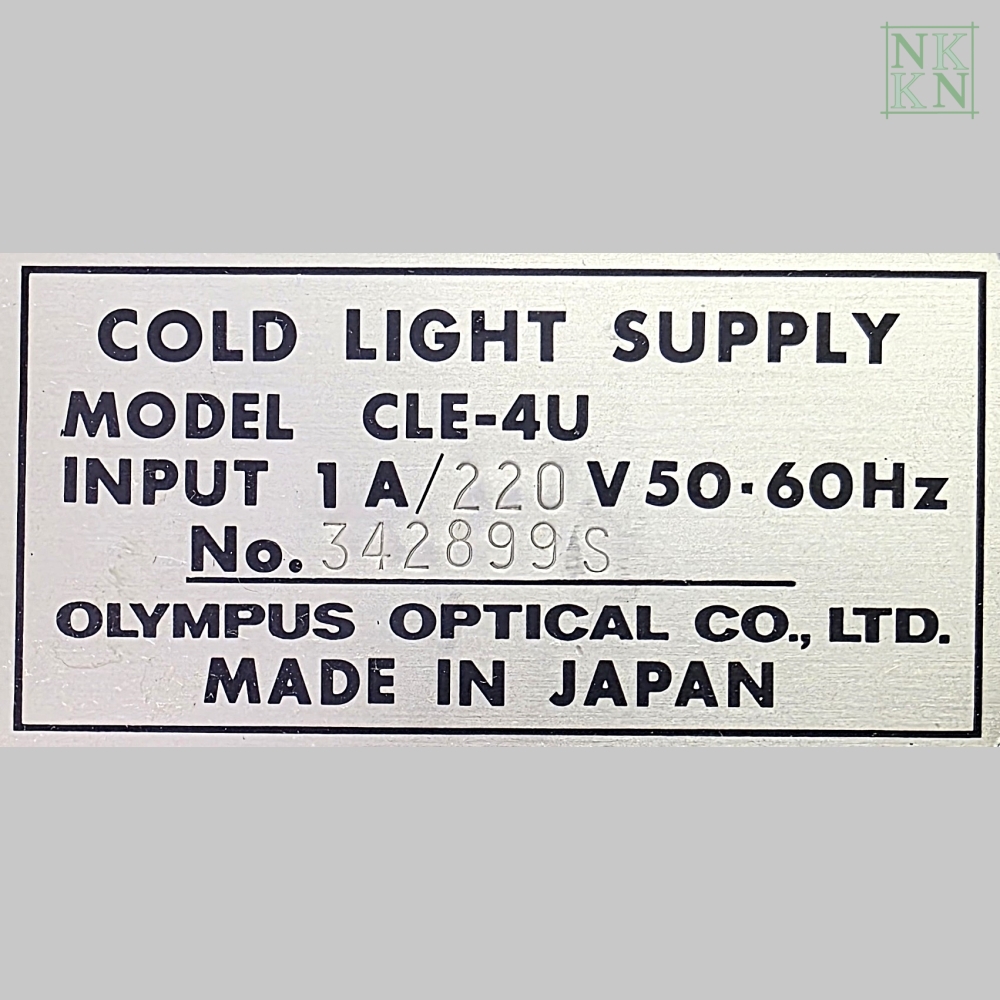 NK
KN
COLD LIGHT SUPPLY
MODEL CLE-4U
INPUT 1 A/220 V 50·60Hz
No. 342899 S
OLYMPUS OPTICAL CO., LTD.
MADE IN JAPAN